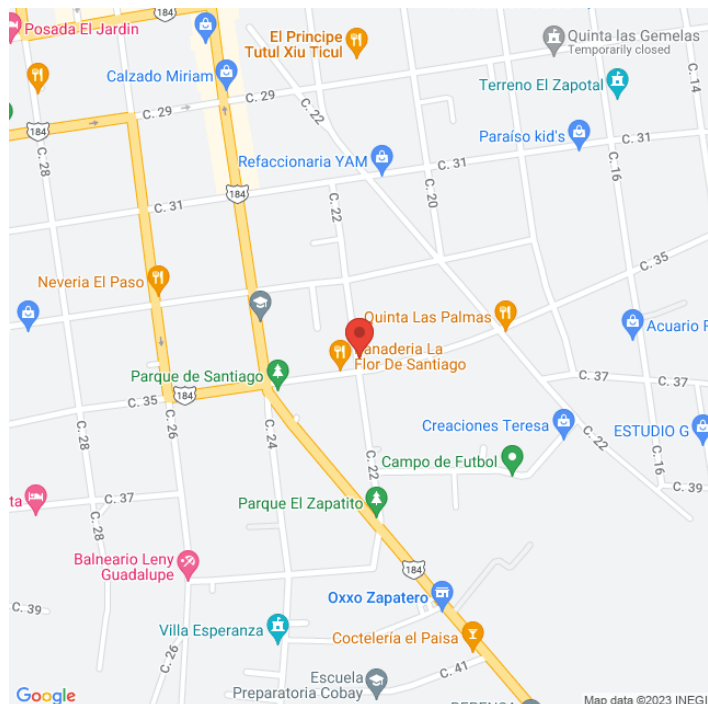 Posada El Jardin
El Principe
Tutul Xiu Ticul
Quinta las Gemelas
Temporarily closed
Calzado Miriam
Terreno El Zapotal
C. 14
C. 29
C. 29
C. 22
184
184
C. 28
Paraíso kid's
C. 31
Refaccionaria YAM
C. 31
C. 16
184
C. 22
C. 20
C. 31
C. 35
Neveria El Paso
Quinta Las Palmas
Acuario
Panaderia La
Flor De Santiago
Parque de Santiago
C. 37
184
C. 35
C. 26
C. 28
C. 24
Creaciones Teresa
ESTUDIO G
C. 22
C. 22
Campo de Futbol
C. 16
C. 39
C. 37
Parque El Zapatito
C. 28
Balneario Leny
Guadalupe
184
Oxxo Zapatero
C. 39
Villa Esperanza
Coctelería el Paisa
C. 26
C. 41
Escuela
Preparatoria Cobay
Google
Map data ©2023 INEGI